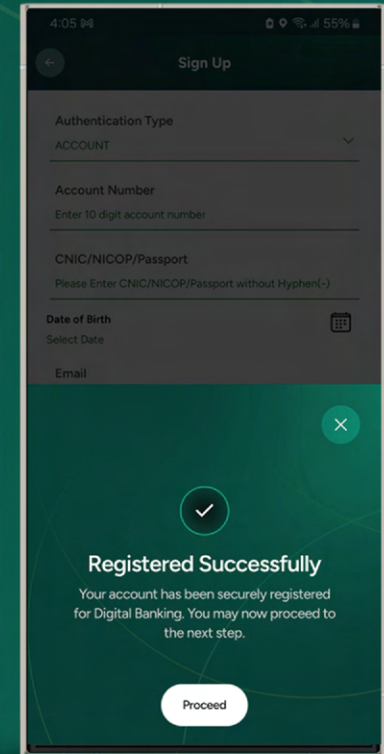 4:05
55%
Sign Up
Authentication Type
ACCOUNT
Account Number
Enter 10 digit account number
CNIC/NICOP/Passport
Please Enter CNIC/NICOP/Passport without Hyphen(-)
Date of Birth
Select Date
Email
Registered Successfully
Your account has been securely registered
for Digital Banking. You may now proceed to
the next step.
Proceed